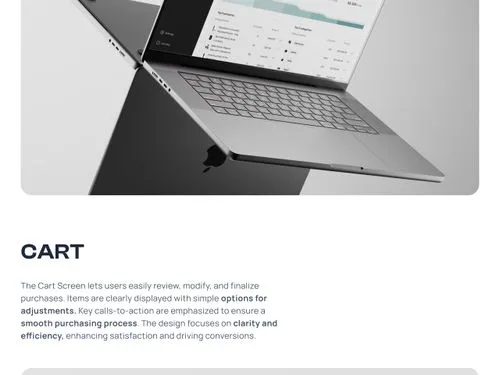 CART
The Cart Screen lets users easily review, modify, and finalize
purchases. Items are clearly displayed with simple options for
adjustments. Key calls-to-action are emphasized to ensure a
smooth purchasing process. The design focuses on clarity and
efficiency, enhancing satisfaction and driving conversions.